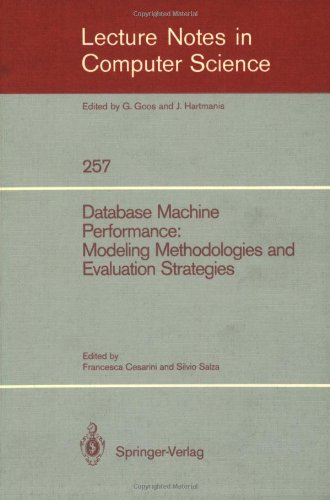 Lecture Notes in
Computer Science
Edited by G. Goos and J. Hartmanis
257
Database Machine
Performance:
Modeling Methodologies and
Evaluation Strategies
Edited by
Francesca Cesarini and Silvio Salza
Springer-Verlag